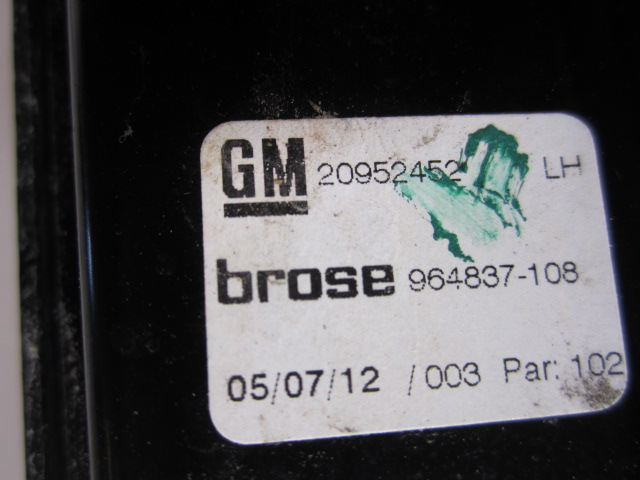 GM 20952452 LH
brose 964837-108
05/07/12 /003 Par: 102